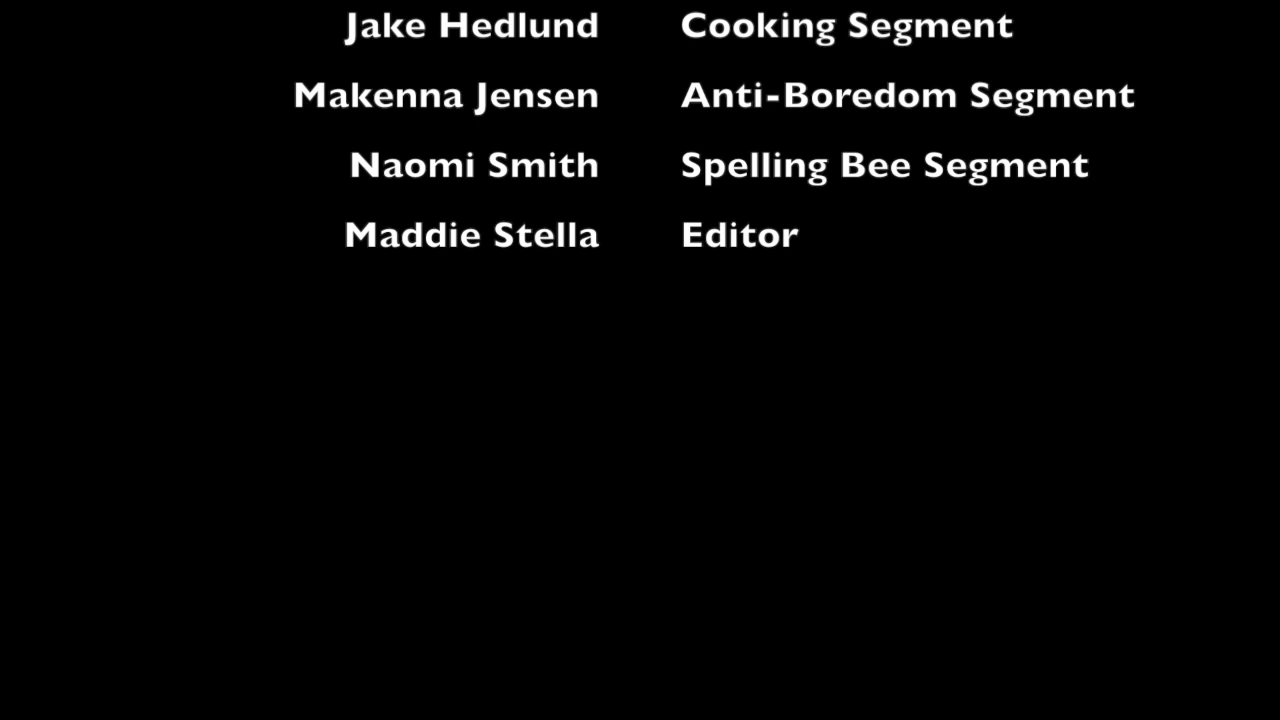 Jake Hedlund Cooking Segment
Makenna Jensen Anti-Boredom Segment
Naomi Smith Spelling Bee Segment
Maddie Stella Editor